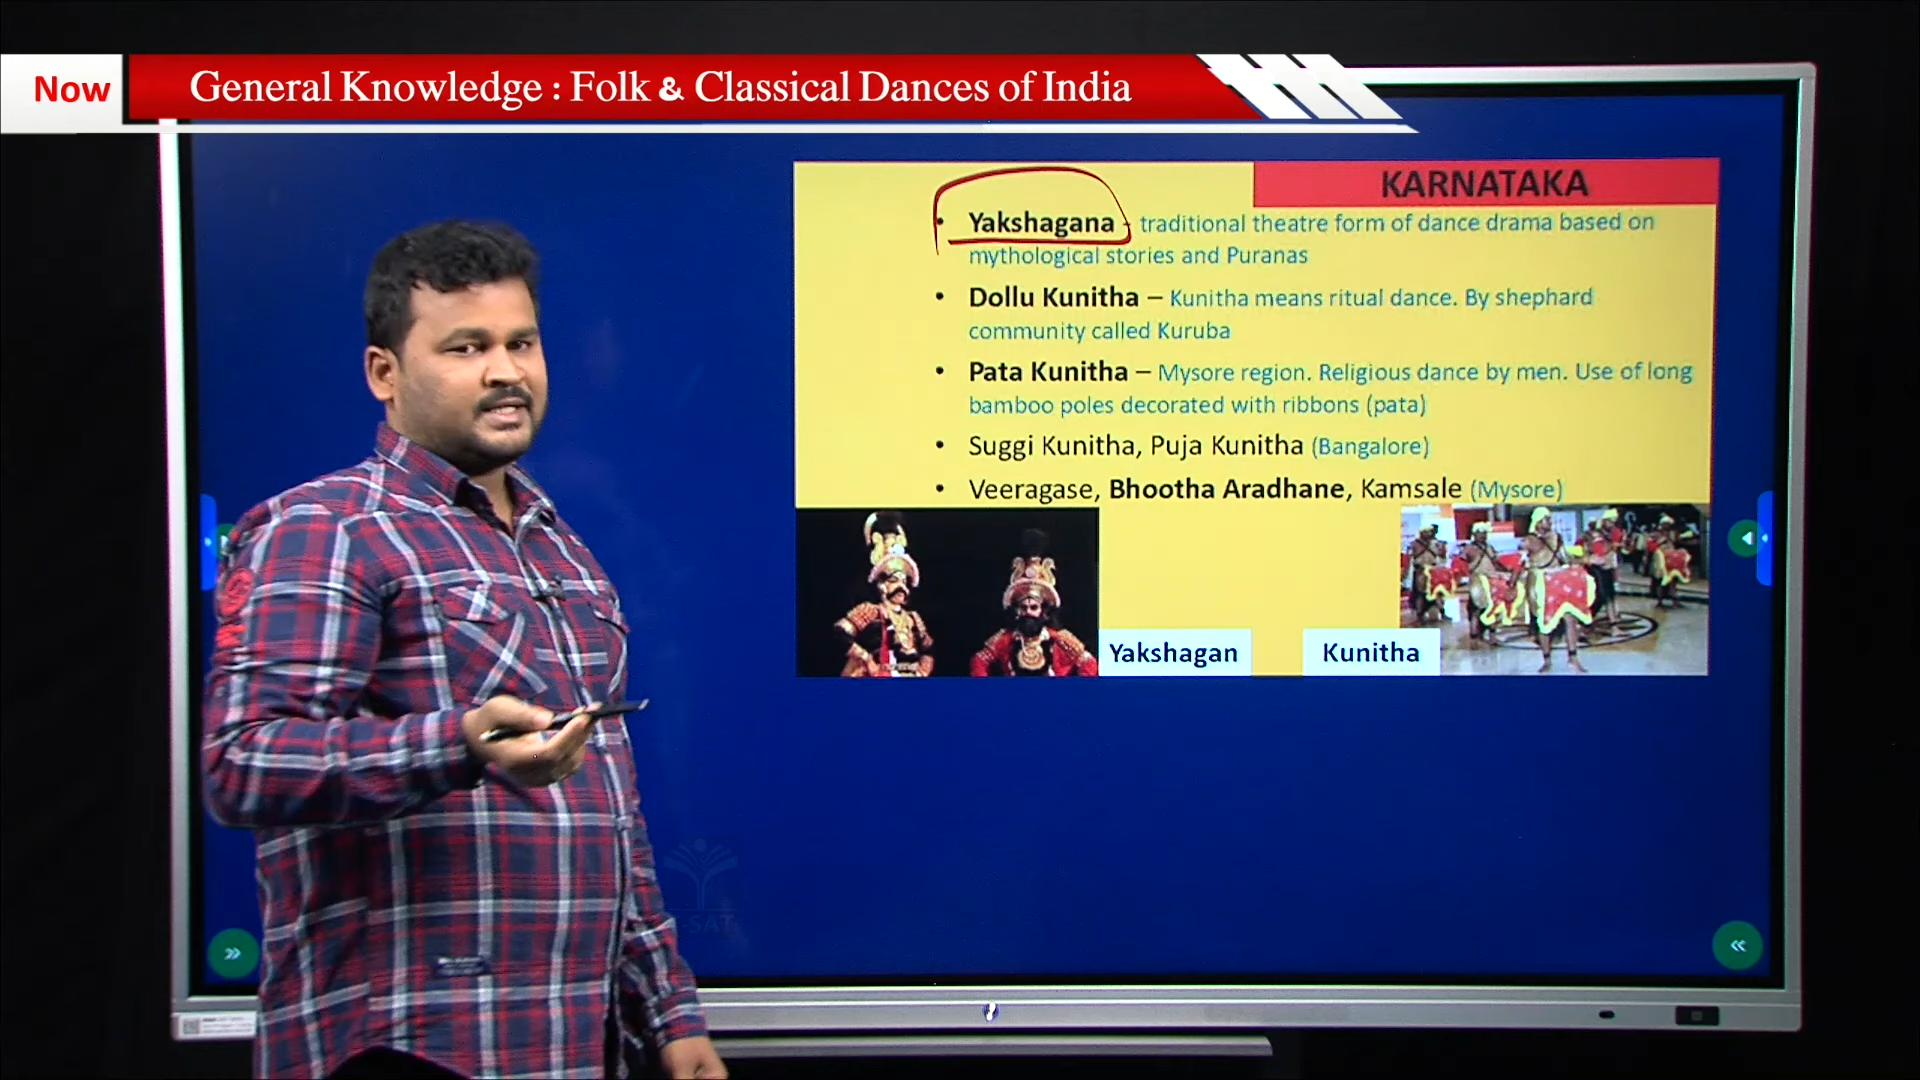 Now
General Knowledge : Folk & Classical Dances of India
KARNATAKA
• Yakshagana - traditional theatre form of dance drama based on
mythological stories and Puranas
• Dollu Kunitha – Kunitha means ritual dance. By shephard
community called Kuruba
• Pata Kunitha – Mysore region. Religious dance by men. Use of long
bamboo poles decorated with ribbons (pata)
• Suggi Kunitha, Puja Kunitha (Bangalore)
• Veeragase, Bhootha Aradhane, Kamsale (Mysore)
Yakshagan
Kunitha
-SAT